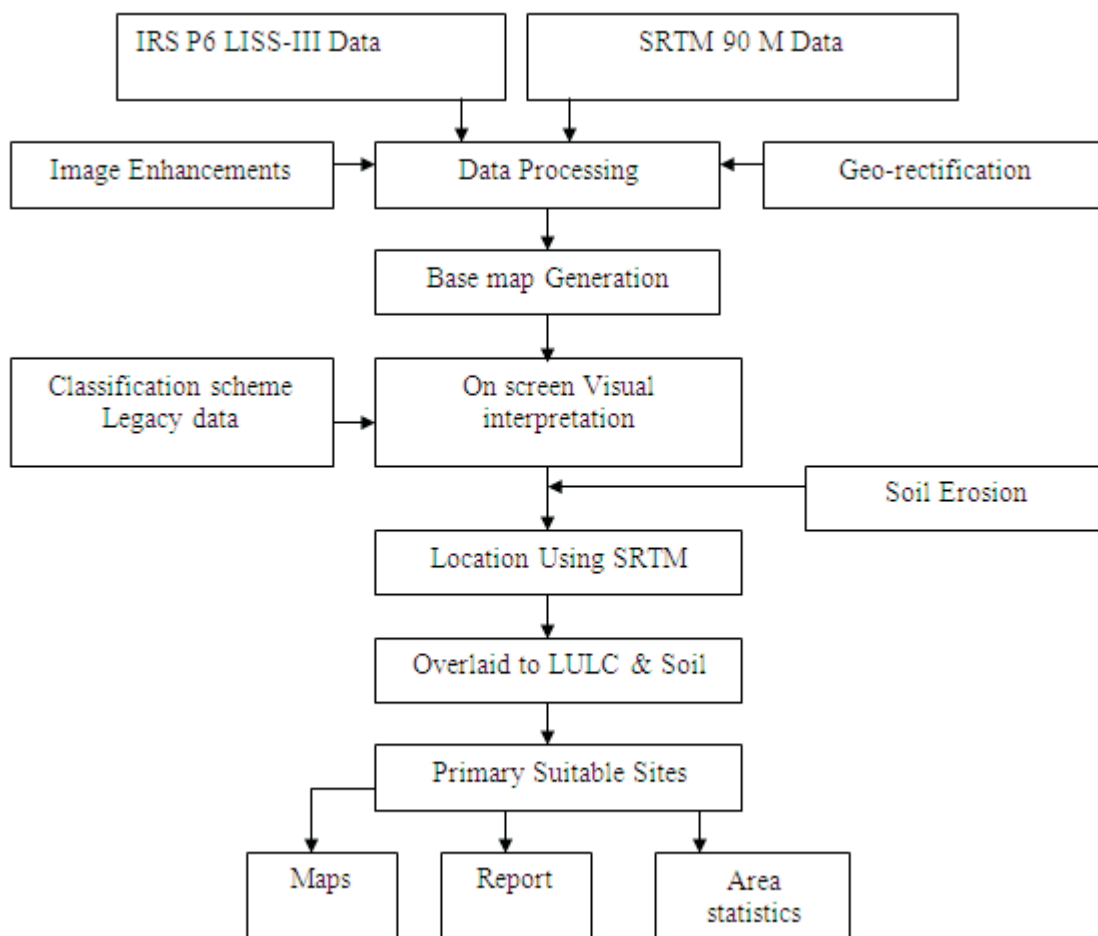 IRS P6 LISS-III Data
SRTM 90 M Data
Image Enhancements
Data Processing
Geo-rectification
Base map Generation
Classification scheme
Legacy data
On screen Visual
interpretation
Soil Erosion
Location Using SRTM
Overlaid to LULC & Soil
Primary Suitable Sites
Maps
Report
Area
statistics